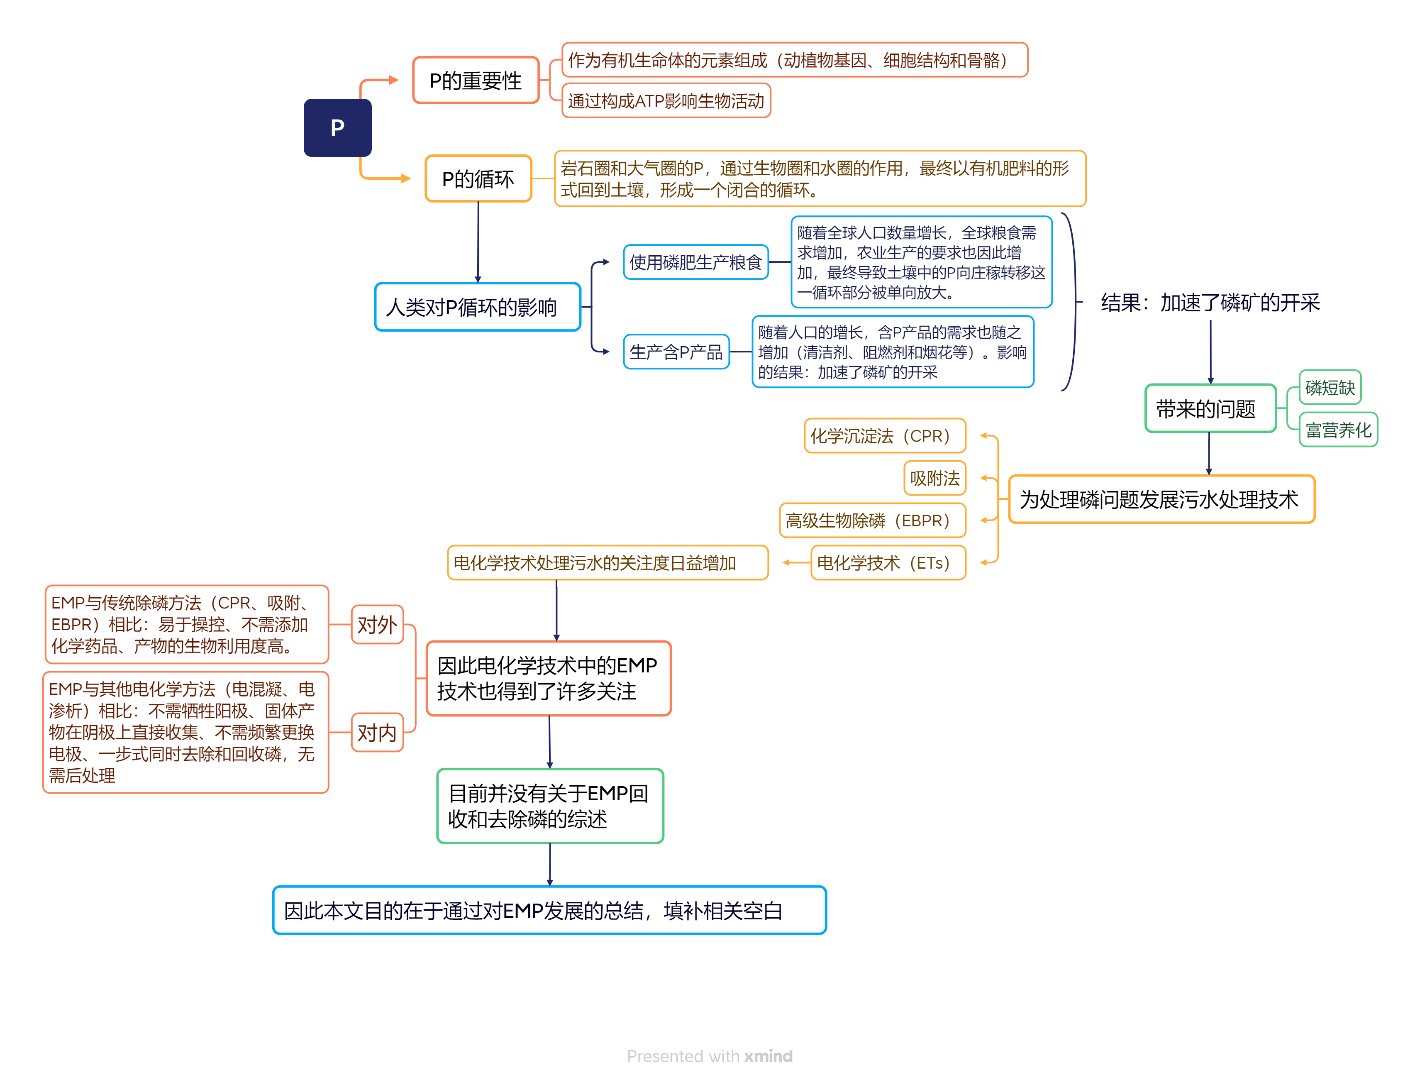 P
P的重要性
作为有机生命体的元素组成（动植物基因、细胞结构和骨骼）
通过构成ATP影响生物活动
P的循环
岩石圈和大气圈的P，通过生物圈和水圈的作用，最终以有机肥料的形
式回到土壤，形成一个闭合的循环。
人类对P循环的影响
使用磷肥生产粮食
随着全球人口数量增长，全球粮食需
求增加，农业生产的要求也因此增
加，最终导致土壤中的P向庄稼转移这
一循环部分被单向放大。
生产含P产品
随着人口的增长，含P产品的需求也随之
增加（清洁剂、阻燃剂和烟花等）。影响
的结果：加速了磷矿的开采
结果：加速了磷矿的开采
带来的问题
磷短缺
富营养化
为处理磷问题发展污水处理技术
化学沉淀法（CPR）
吸附法
高级生物除磷（EBPR）
电化学技术（ETs）
电化学技术处理污水的关注度日益增加
因此电化学技术中的EMP
技术也得到了许多关注
对外
EMP与传统除磷方法（CPR、吸附、
EBPR）相比：易于操控、不需添加
化学药品、产物的生物利用度高。
对内
EMP与其他电化学方法（电混凝、电
渗析）相比：不需牺牲阳极、固体产
物在阴极上直接收集、不需频繁更换
电极、一步式同时去除和回收磷，无
需后处理
目前并没有关于EMP回
收和去除磷的综述
因此本文目的在于通过对EMP发展的总结，填补相关空白
Presented with xmind